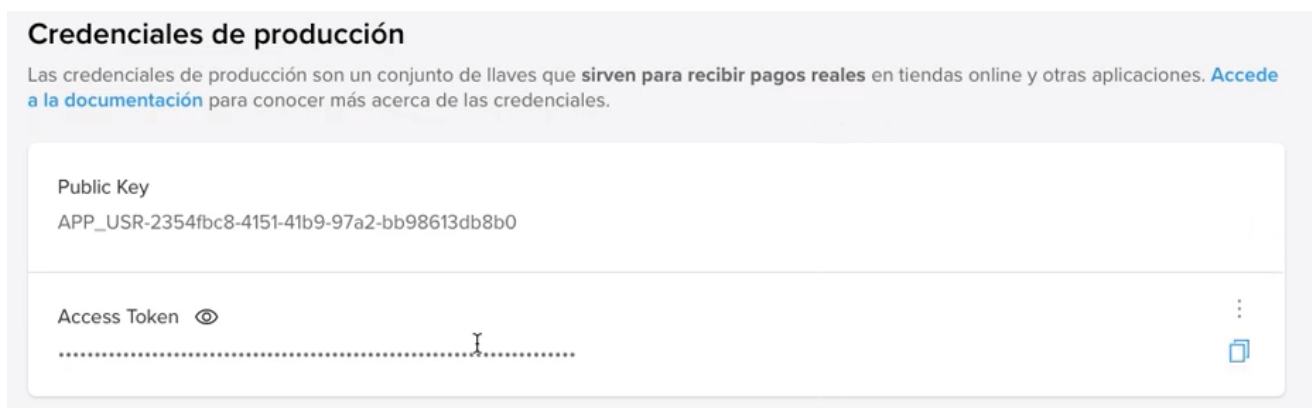 Credenciales de producción
Las credenciales de producción son un conjunto de llaves que sirven para recibir pagos reales en tiendas online y otras aplicaciones. Accede
a la documentación para conocer más acerca de las credenciales.
Public Key
APP_USR-2354fbc8-4151-41b9-97a2-bb98613db8b0
Access Token